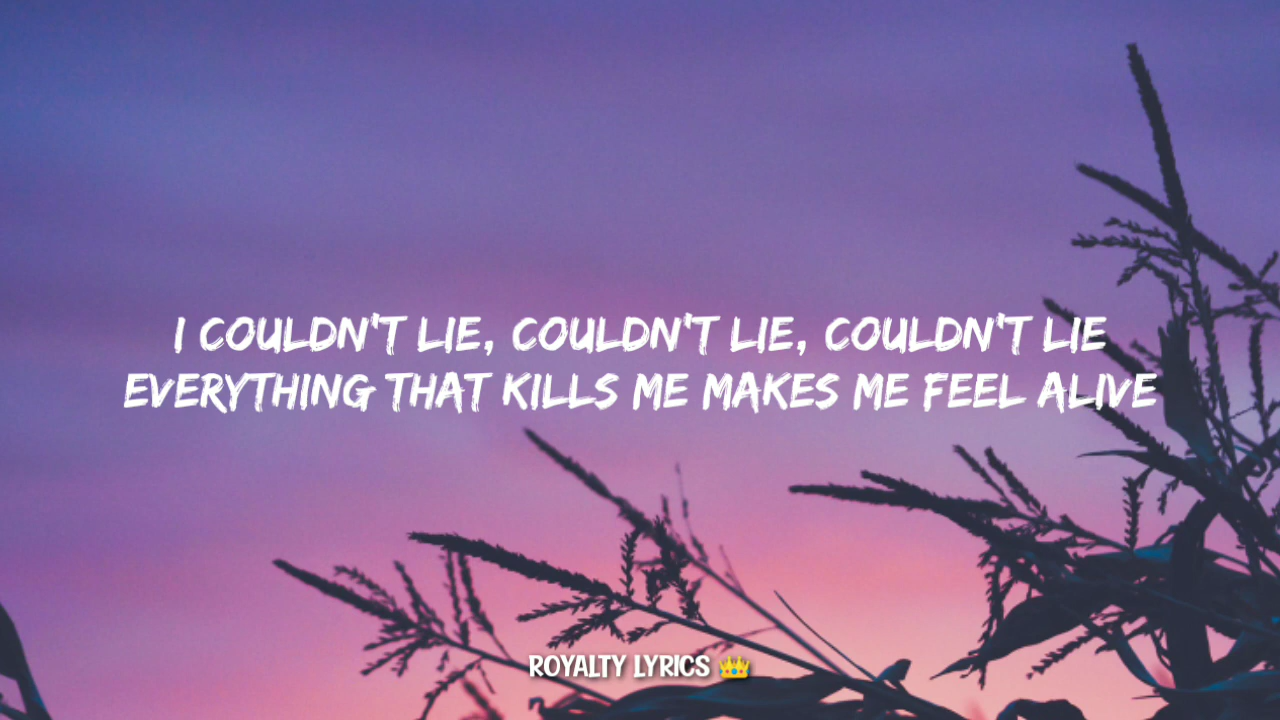 I COULDN'T LIE, COULDN'T LIE, COULDN'T LIE
EVERYTHING THAT KILLS ME MAKES ME FEEL ALIVE
ROYALTY LYRICS 👑